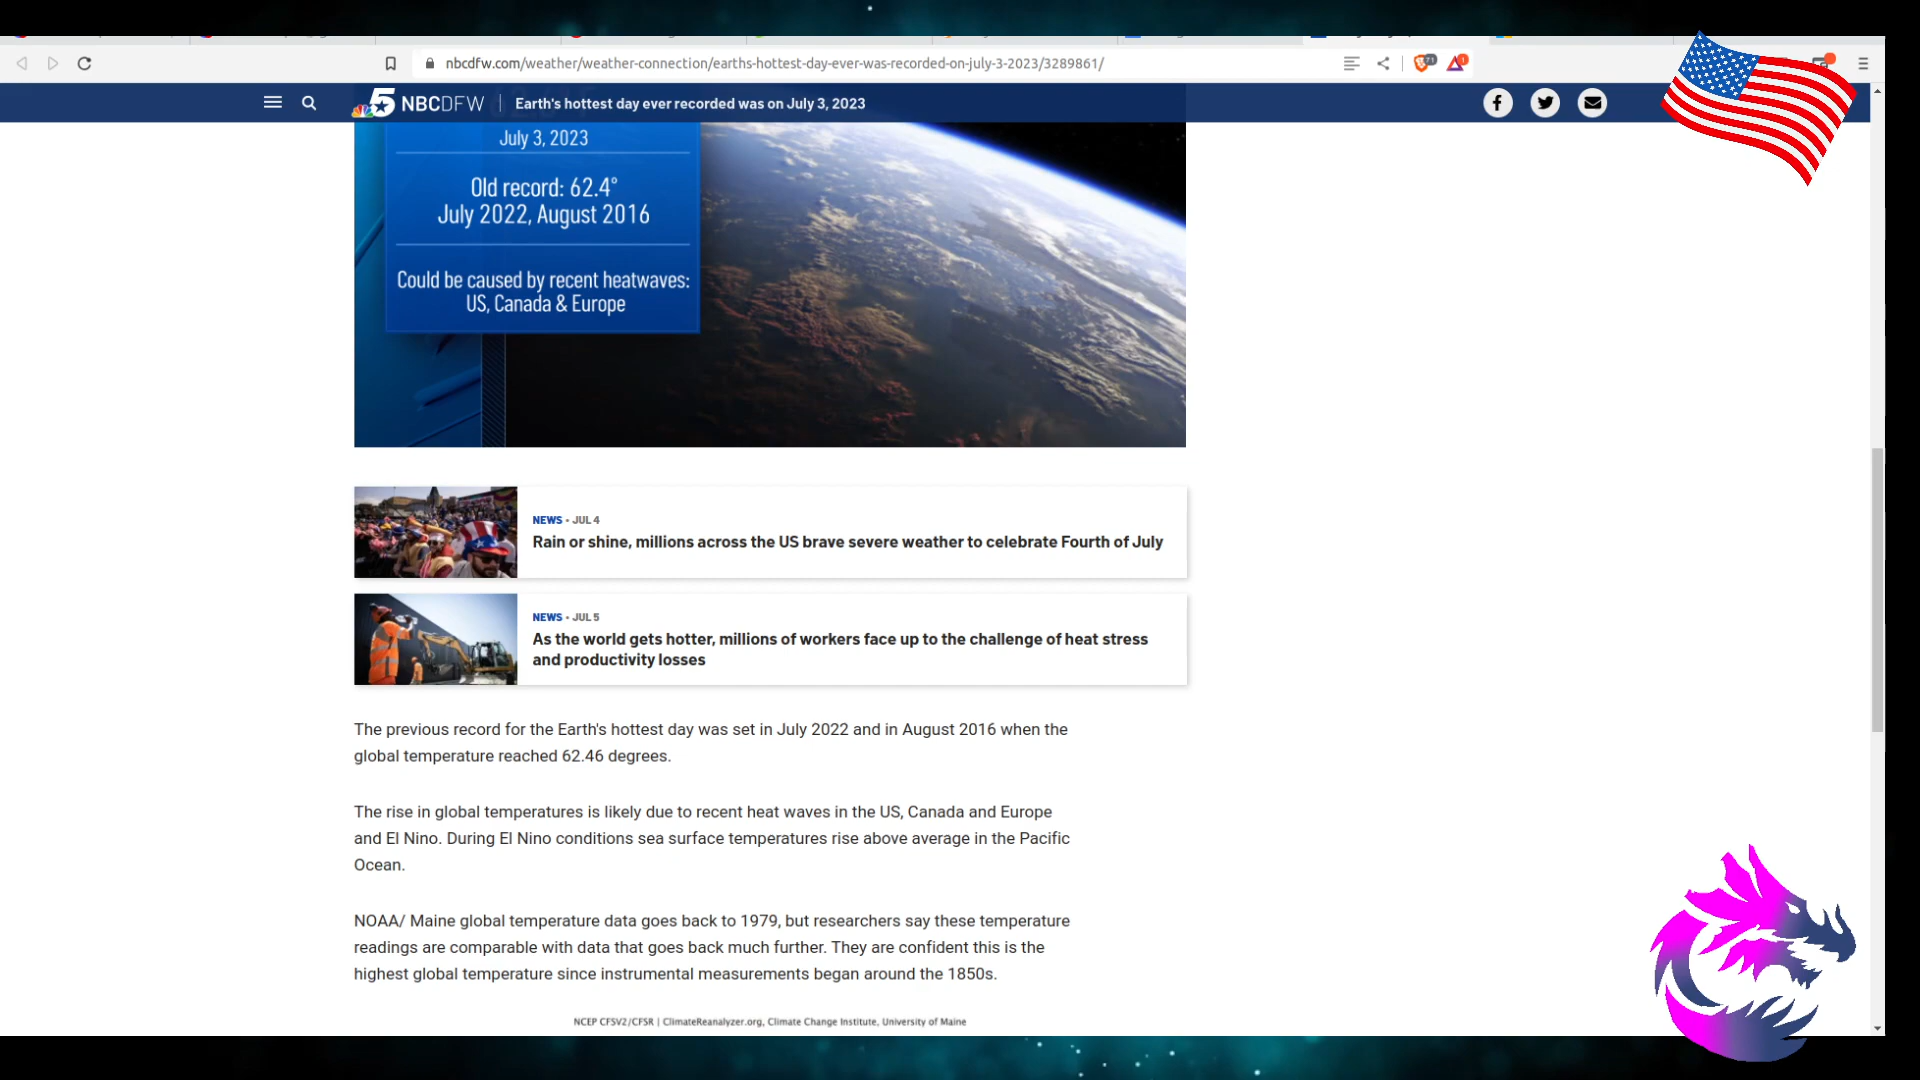 nbcdfw.com/weather/weather-connection/earths-hottest-day-ever-was-recorded-on-july-3-2023/3289861/
5 NBCDFW | Earth's hottest day ever recorded was on July 3, 2023
July 3, 2023
Old record: 62.4°
July 2022, August 2016
Could be caused by recent heatwaves:
US, Canada & Europe
NEWS • JUL 4
Rain or shine, millions across the US brave severe weather to celebrate Fourth of July
NEWS • JUL 5
As the world gets hotter, millions of workers face up to the challenge of heat stress
and productivity losses
The previous record for the Earth's hottest day was set in July 2022 and in August 2016 when the
global temperature reached 62.46 degrees.
The rise in global temperatures is likely due to recent heat waves in the US, Canada and Europe
and El Nino. During El Nino conditions sea surface temperatures rise above average in the Pacific
Ocean.
NOAA/ Maine global temperature data goes back to 1979, but researchers say these temperature
readings are comparable with data that goes back much further. They are confident this is the
highest global temperature since instrumental measurements began around the 1850s.
NCEP CFSV2/CFSR | ClimateReanalyzer.org, Climate Change Institute, University of Maine